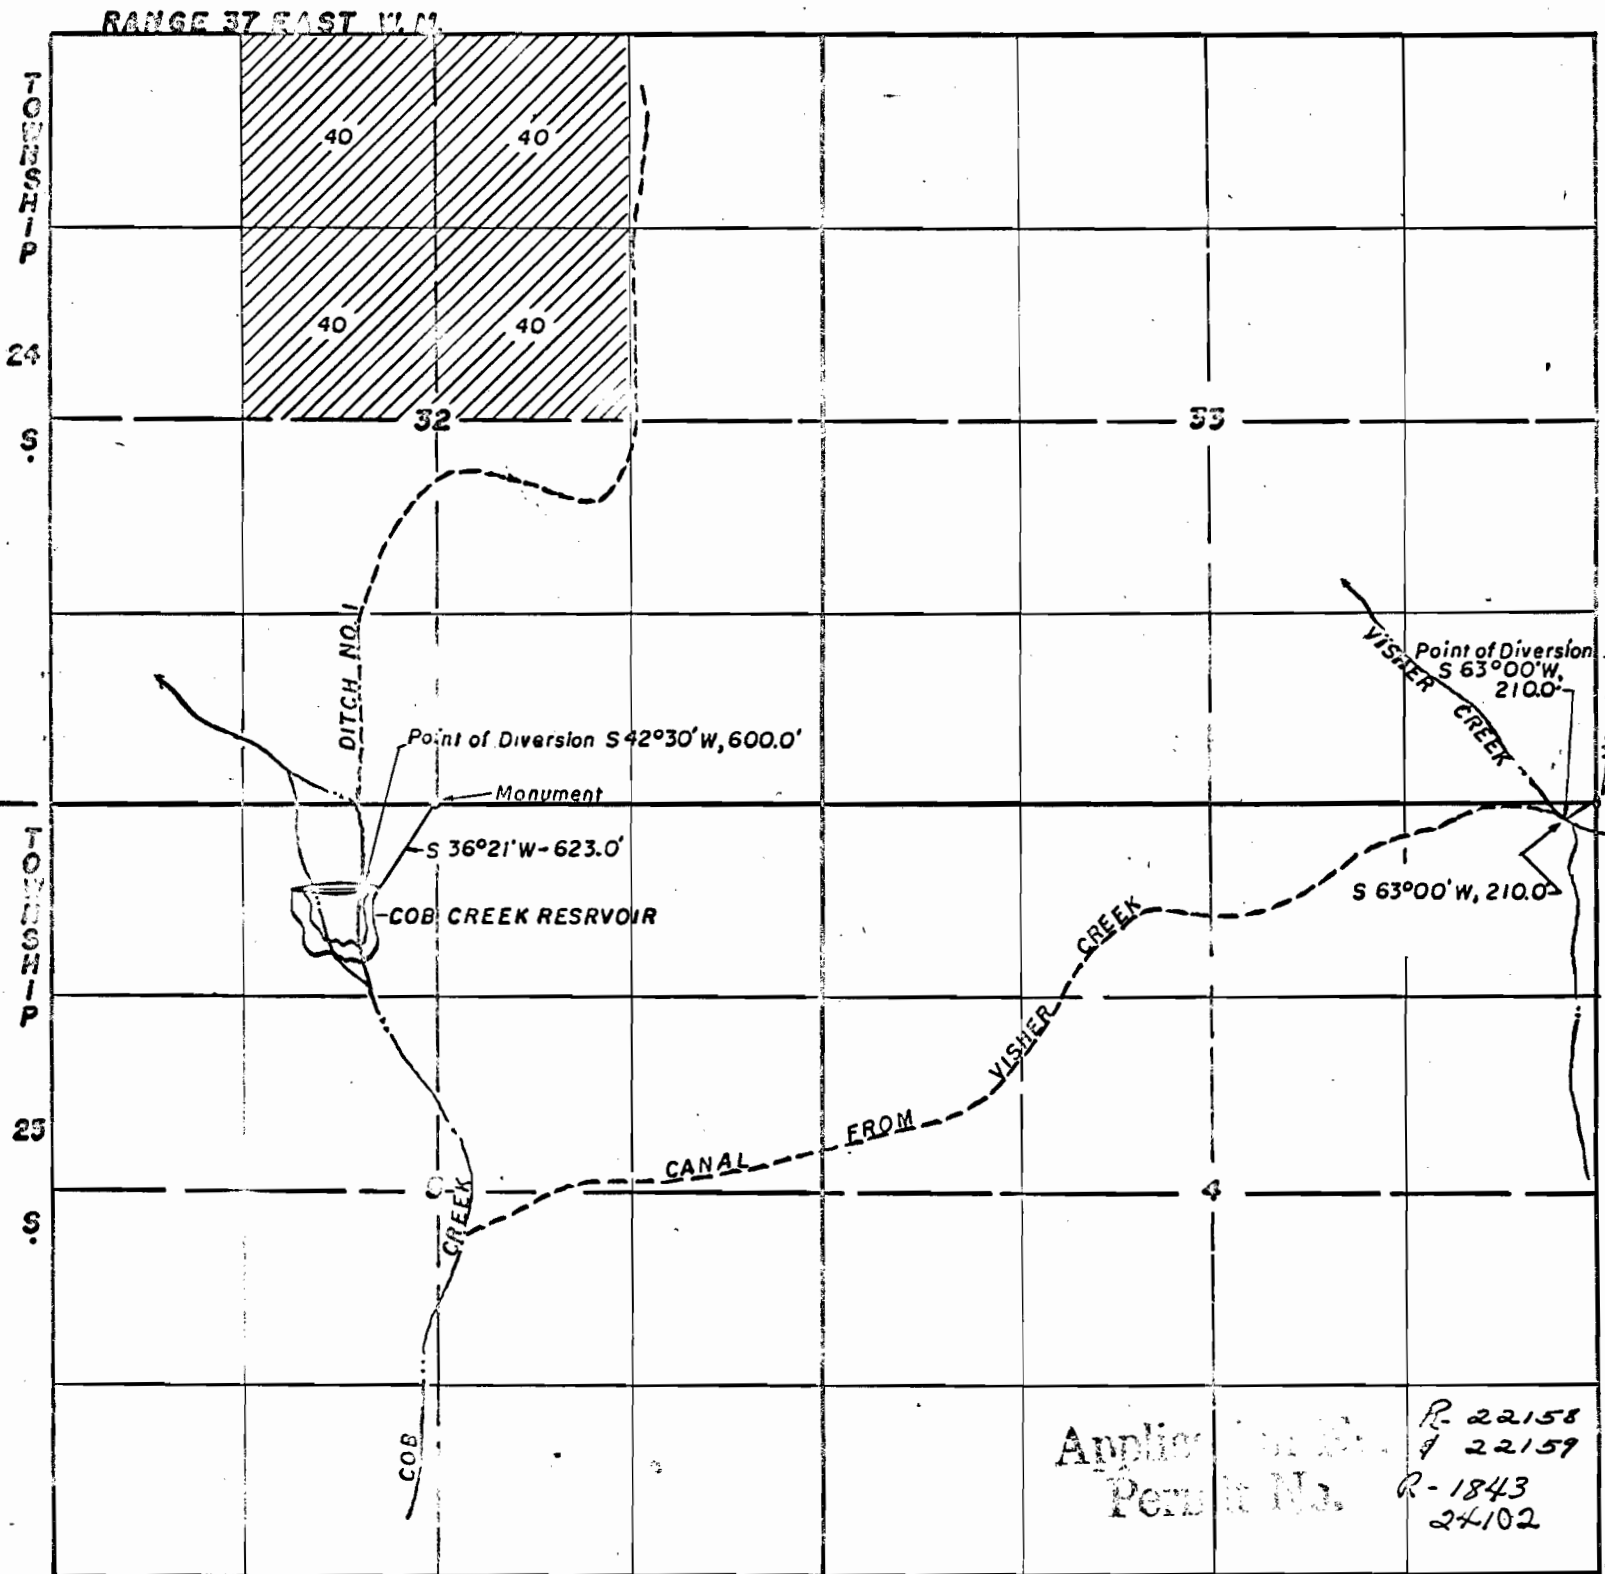 RANGE 37 EAST W.M.
TOWNSHIP
24
S.
40
40
40
40
32
33
DITCH NO. 1
VISHER CREEK
Point of Diversion
S 63°00'W,
210.0'
Point of Diversion S 42°30'W, 600.0'
Monument
S 36°21'W - 623.0'
COB CREEK RESRVOIR
S 63°00'W, 210.0'
TOWNSHIP
25
S.
CANAL FROM VISHER CREEK
4
COB CREEK
R- 22158
22159
Permit No.
R-1843
24102